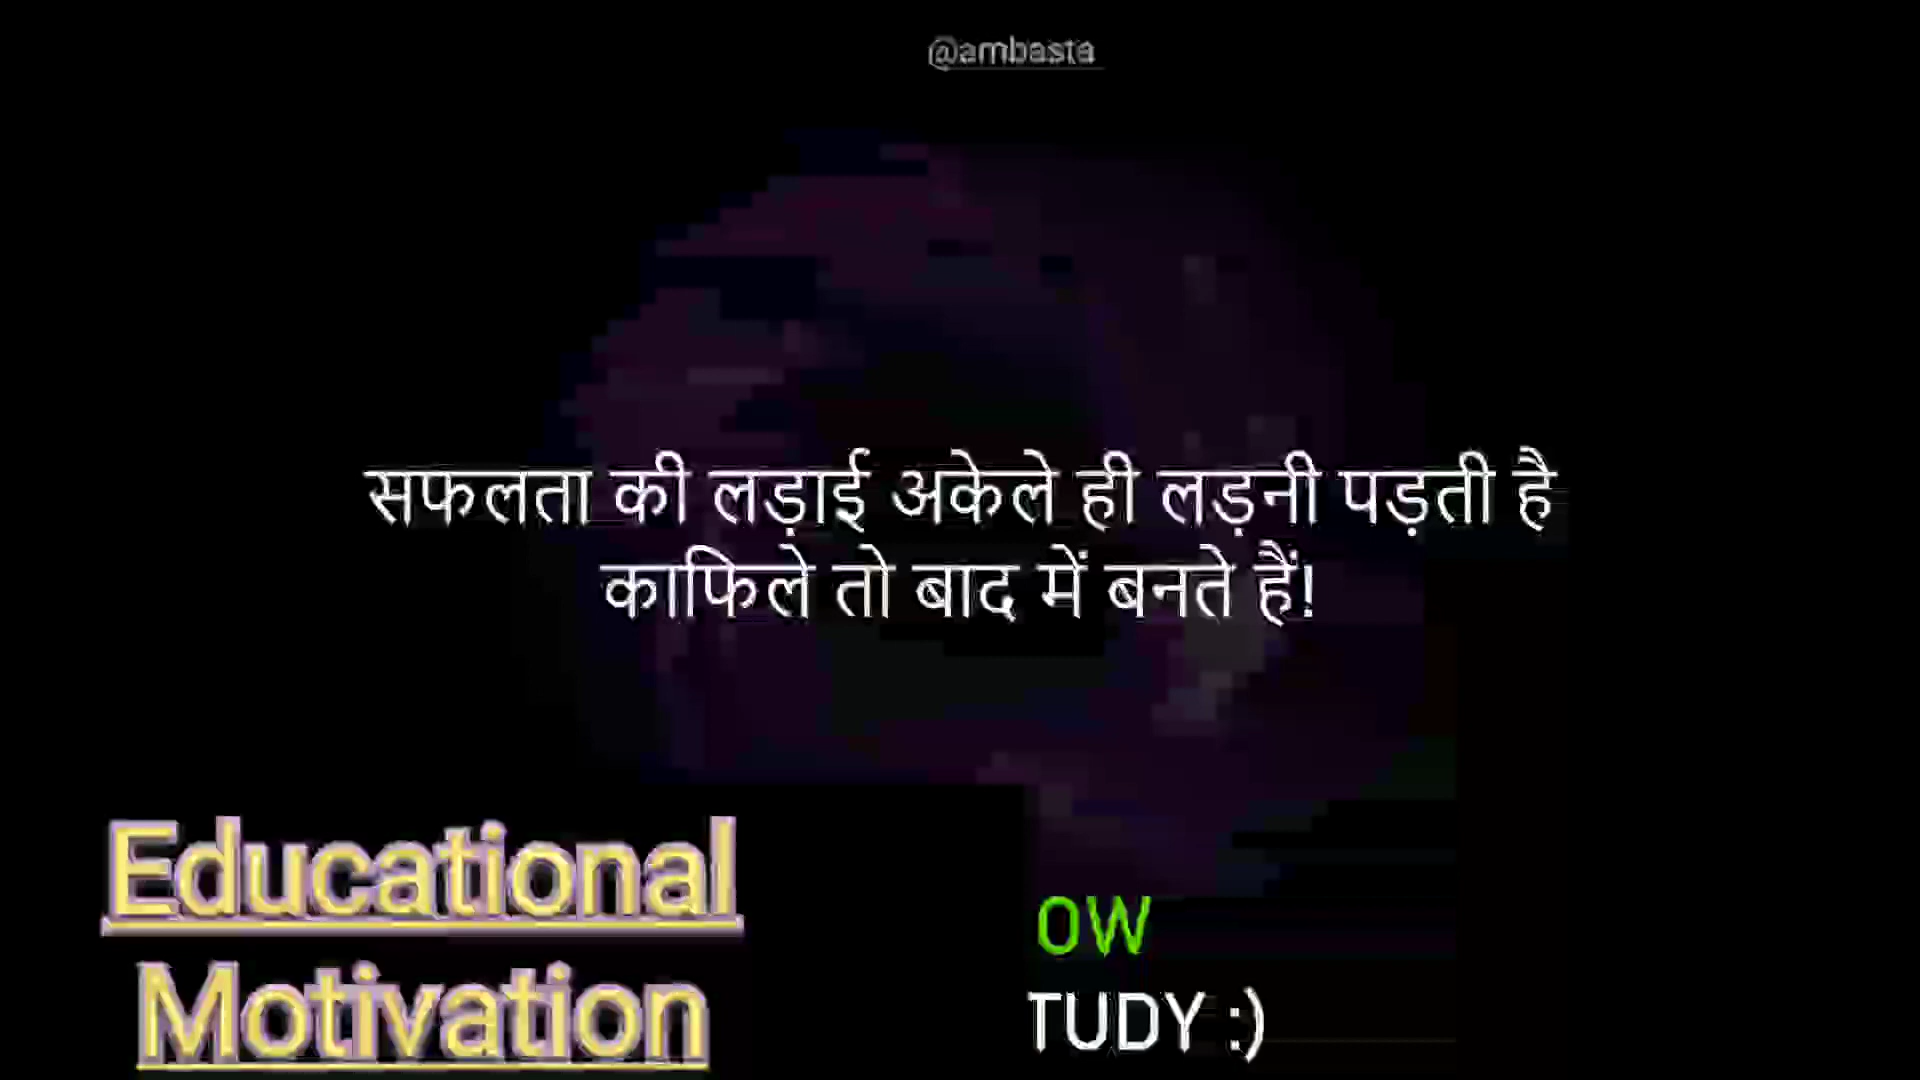 @ambasta
सफलता की लड़ाई अकेले ही लड़नी पड़ती है
काफिले तो बाद में बनते हैं!
Educational
Motivation
OW
TUDY :)